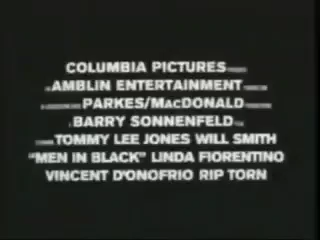 COLUMBIA PICTURES
AMBLIN ENTERTAINMENT
PARKES/MACDONALD
BARRY SONNENFELD
TOMMY LEE JONES WILL SMITH
"MEN IN BLACK" LINDA FIORENTINO
VINCENT D'ONOFRIO RIP TORN